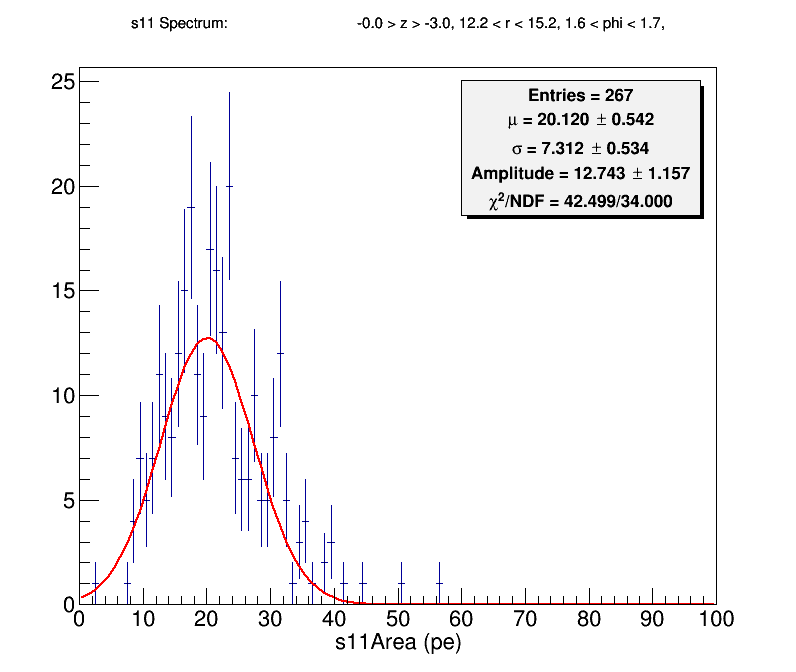 s11 Spectrum: -0.0 > z > -3.0, 12.2 < r < 15.2, 1.6 < phi < 1.7,
Entries = 267
μ = 20.120 ± 0.542
σ = 7.312 ± 0.534
Amplitude = 12.743 ± 1.157
χ²/NDF = 42.499/34.000
25
20
15
10
5
0
0 10 20 30 40 50 60 70 80 90 100
s11Area (pe)